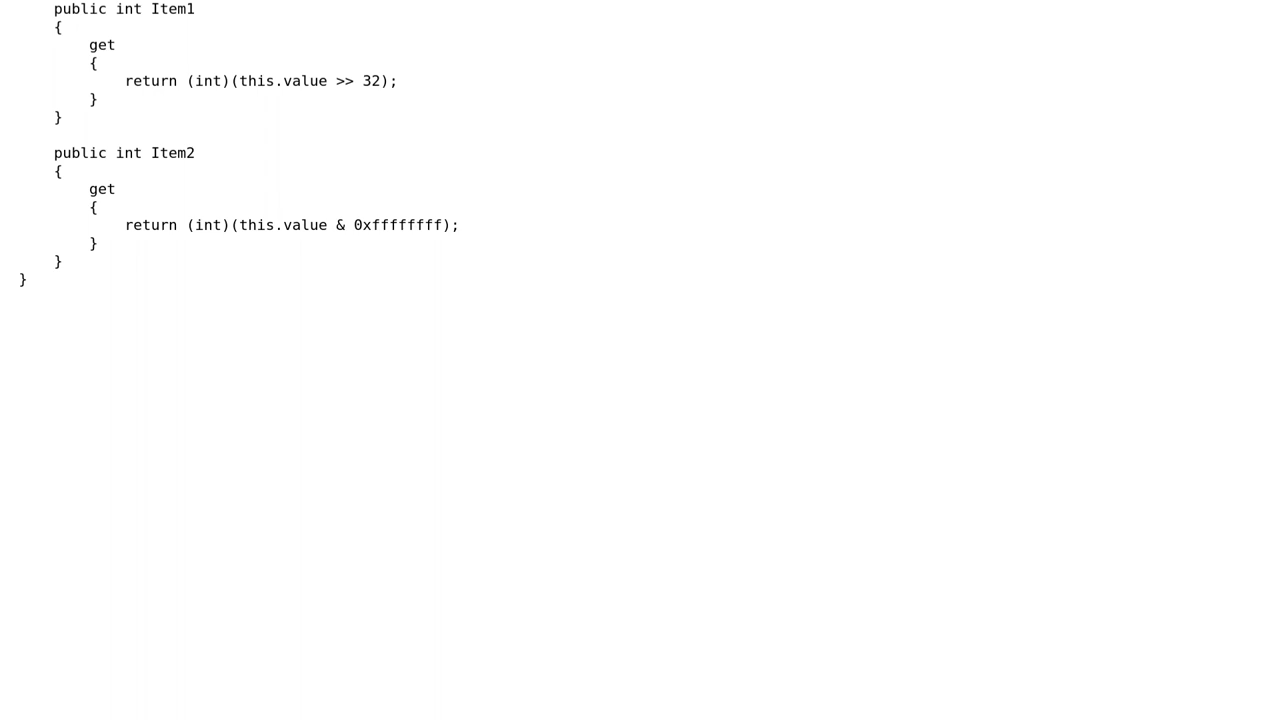 public int Item1
    {
        get
        {
            return (int)(this.value >> 32);
        }
    }

    public int Item2
    {
        get
        {
            return (int)(this.value & 0xffffffff);
        }
    }
}